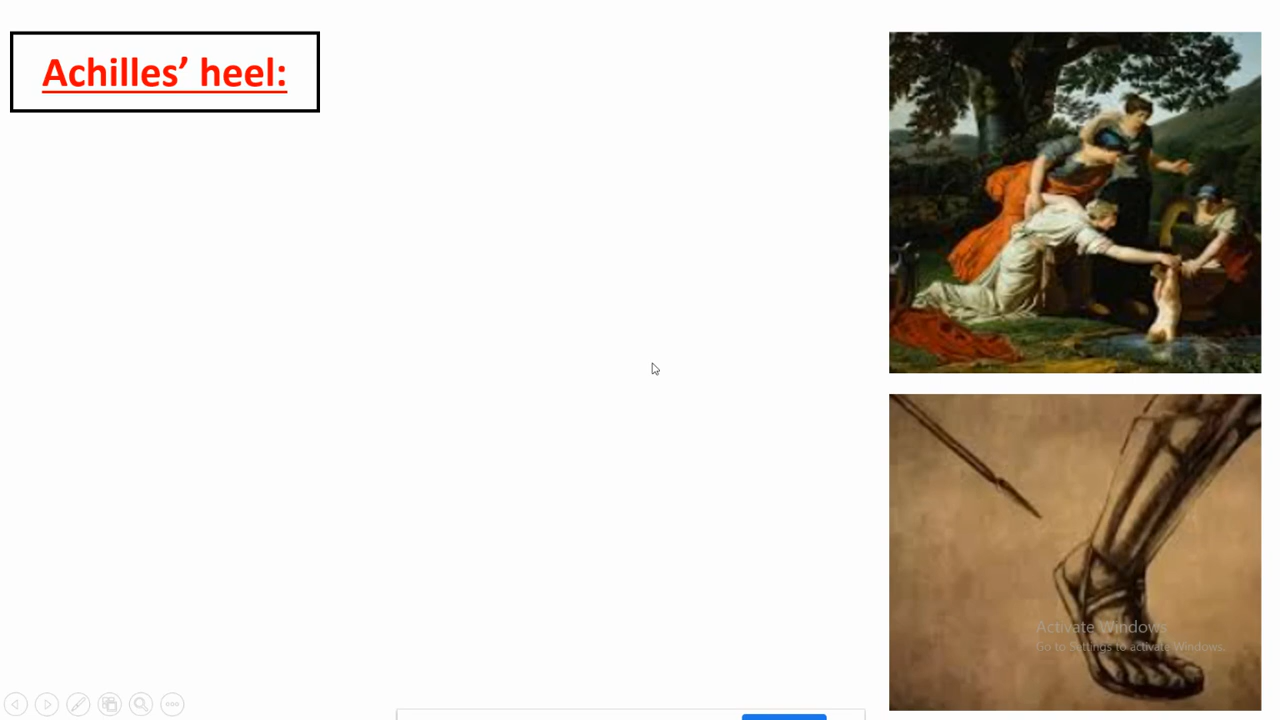 Achilles’ heel:
Activate Windows
Go to Settings to activate Windows.